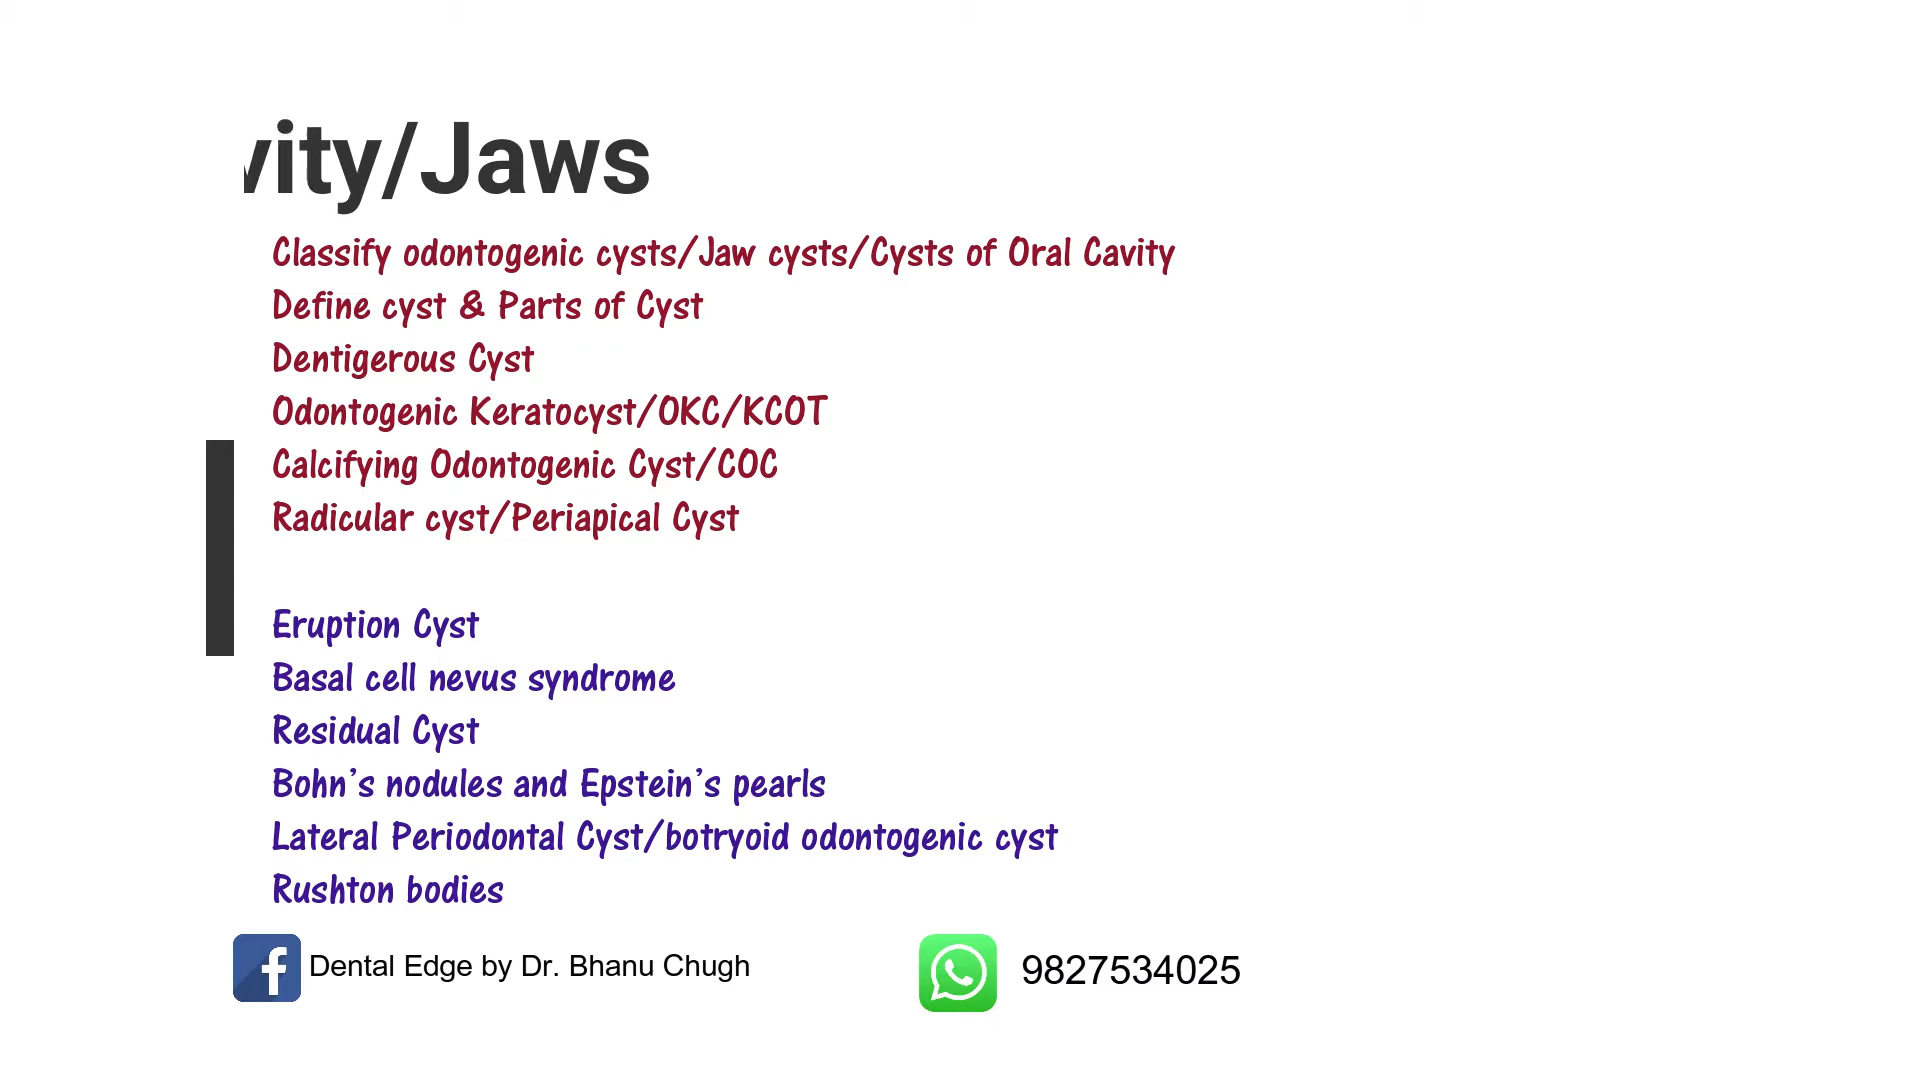 vity/Jaws
Classify odontogenic cysts/Jaw cysts/Cysts of Oral Cavity
Define cyst & Parts of Cyst
Dentigerous Cyst
Odontogenic Keratocyst/OKC/KCOT
Calcifying Odontogenic Cyst/COC
Radicular cyst/Periapical Cyst
Eruption Cyst
Basal cell nevus syndrome
Residual Cyst
Bohn's nodules and Epstein's pearls
Lateral Periodontal Cyst/botryoid odontogenic cyst
Rushton bodies
Dental Edge by Dr. Bhanu Chugh
9827534025